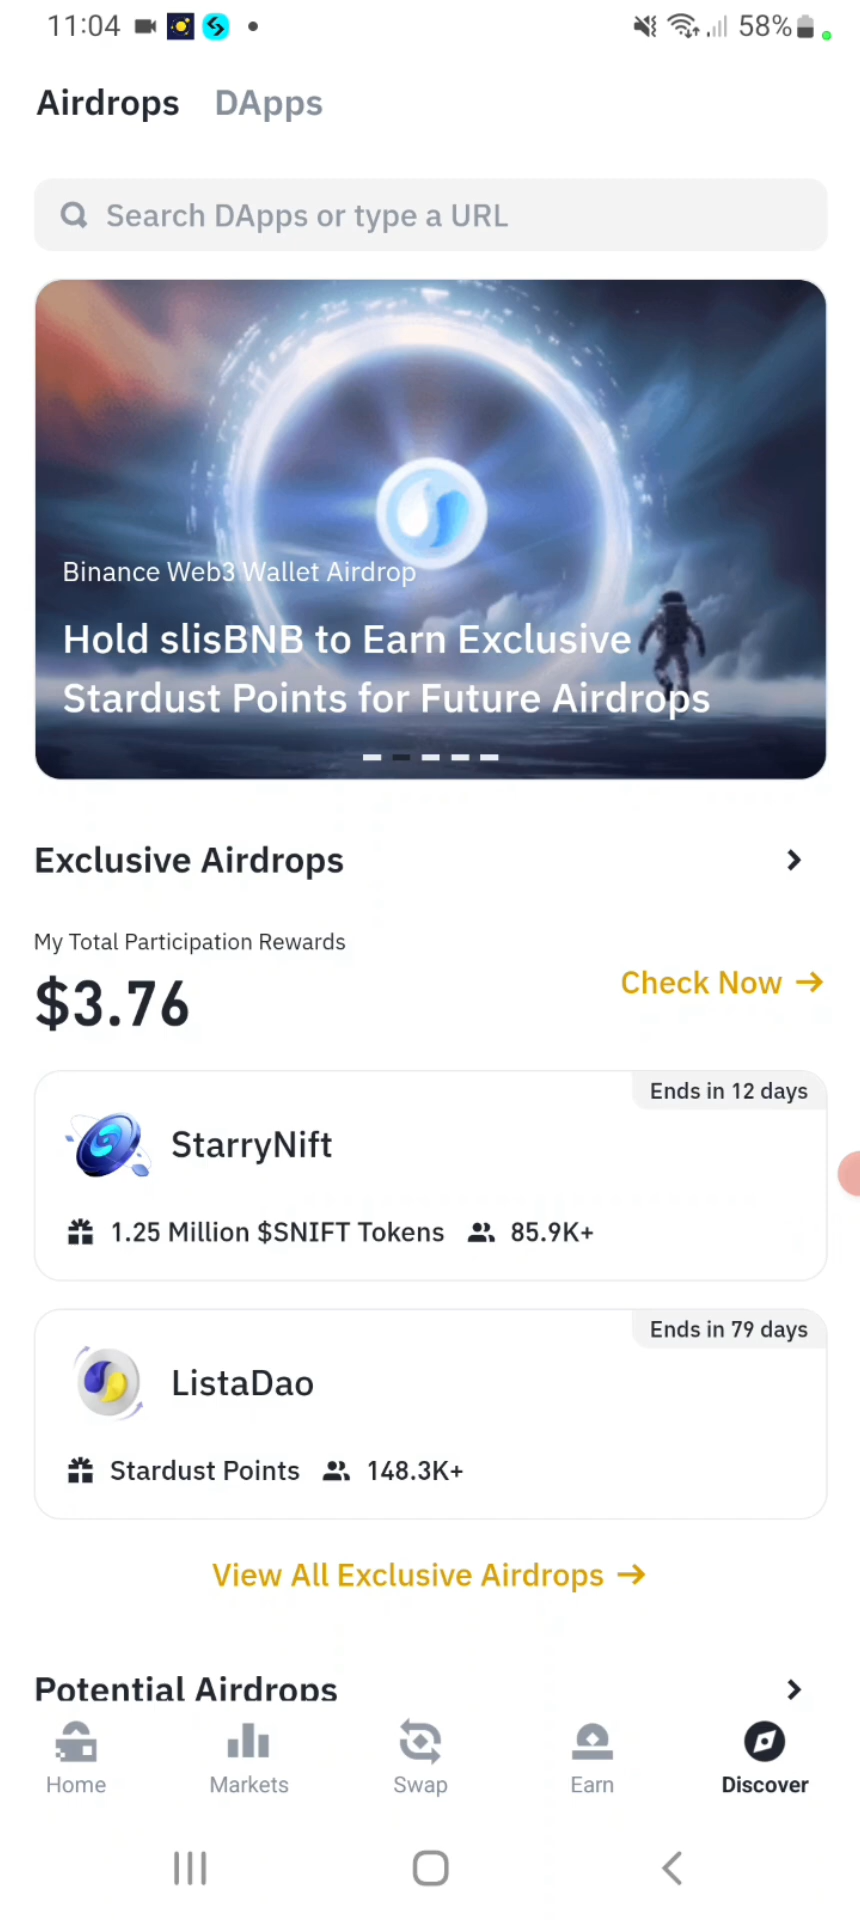 11:04
58%
Airdrops DApps
Search DApps or type a URL
Binance Web3 Wallet Airdrop
Hold slisBNB to Earn Exclusive
Stardust Points for Future Airdrops
Exclusive Airdrops
My Total Participation Rewards
$3.76
Check Now →
Ends in 12 days
StarryNift
1.25 Million $SNIFT Tokens 85.9K+
Ends in 79 days
ListaDao
Stardust Points 148.3K+
View All Exclusive Airdrops →
Potential Airdrops
Home Markets Swap Earn Discover